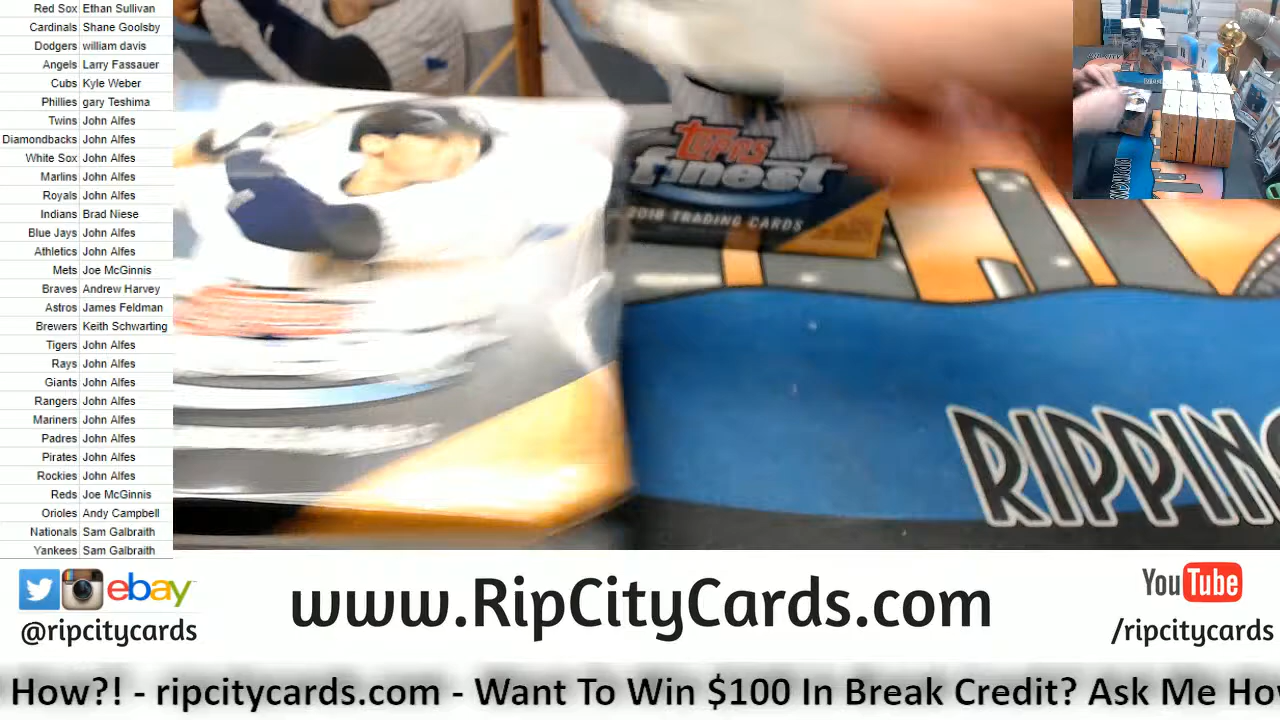 Red Sox Ethan Sullivan
Cardinals Shane Goolsby
Dodgers william davis
Angels Larry Fassauer
Cubs Kyle Weber
Phillies gary Teshima
Twins John Alfes
Diamondbacks John Alfes
White Sox John Alfes
Marlins John Alfes
Royals John Alfes
Indians Brad Niese
Blue Jays John Alfes
Athletics John Alfes
Mets Joe McGinnis
Braves Andrew Harvey
Astros James Feldman
Brewers Keith Schwarting
Tigers John Alfes
Rays John Alfes
Giants John Alfes
Rangers John Alfes
Mariners John Alfes
Padres John Alfes
Pirates John Alfes
Rockies John Alfes
Reds Joe McGinnis
Orioles Andy Campbell
Nationals Sam Galbraith
Yankees Sam Galbraith
TOPPS
finest
2018 TRADING CARDS
RIPPING
ebay
@ripcitycards
www.RipCityCards.com
YouTube
/ripcitycards
How?! - ripcitycards.com - Want To Win $100 In Break Credit? Ask Me How